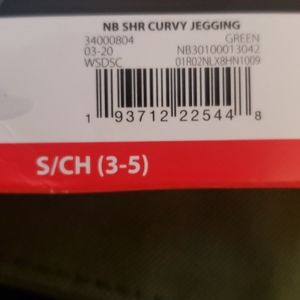 NB SHR CURVY JEGGING
34000804 GREEN
03-20 NB30100013042
WSDSC 01R02NLX8HN1009
1 93712 22544 8
S/CH (3-5)